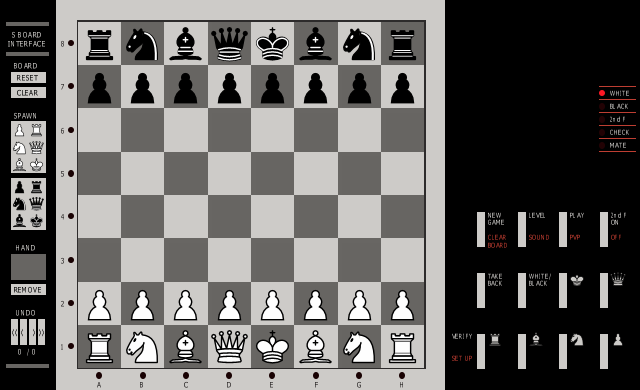 S BOARD
INTERFACE
BOARD
RESET
CLEAR
SPAWN
HAND
REMOVE
UNDO
0 / 0
8
7
6
5
4
3
2
1
A B C D E F G H
WHITE
BLACK
2nd F
CHECK
MATE
NEW
GAME
CLEAR
BOARD
LEVEL
SOUND
PLAY
PVP
2nd F
ON
OFF
TAKE
BACK
WHITE/
BLACK
VERIFY
SET UP